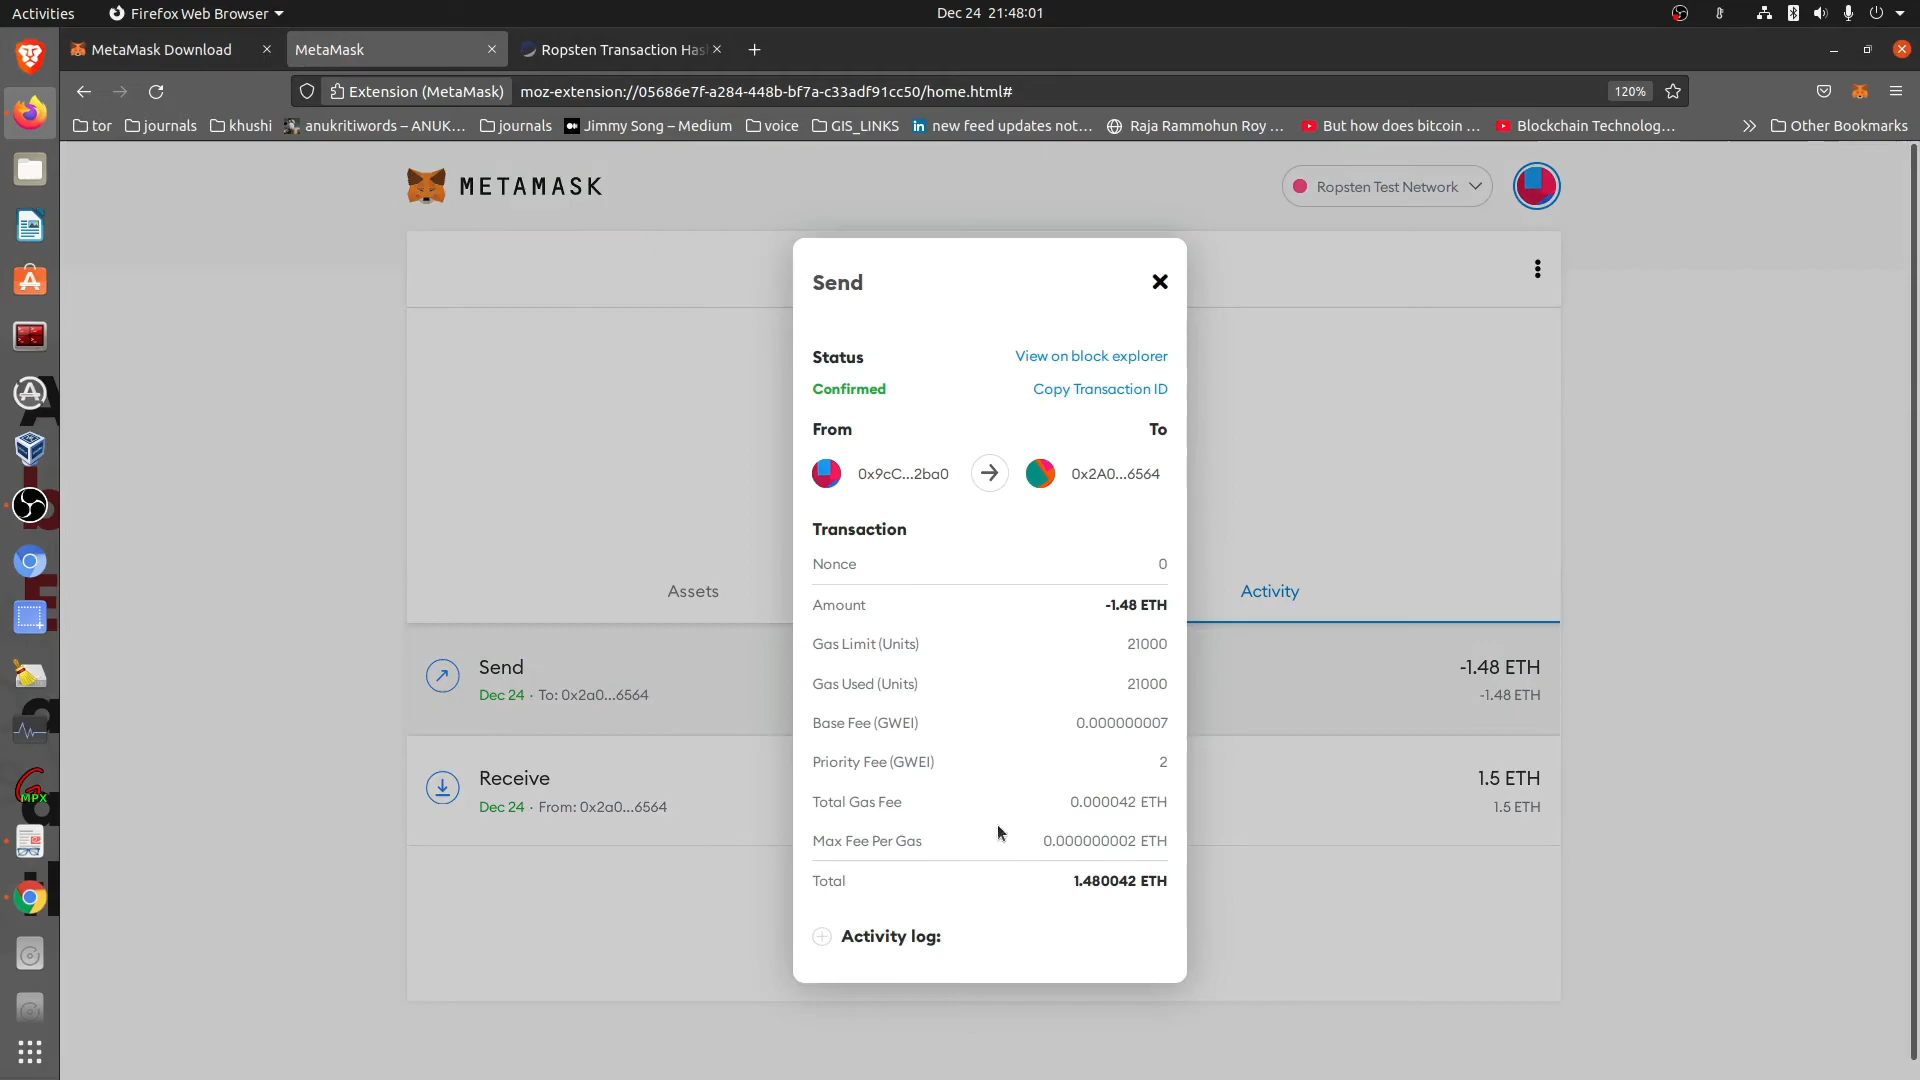 Activities Firefox Web Browser Dec 24 21:48:01
MetaMask Download MetaMask Ropsten Transaction Has
Extension (MetaMask) moz-extension://05686e7f-a284-448b-bf7a-c33adf91cc50/home.html# 120%
tor journals khushi anukritiwords – ANUK… journals Jimmy Song – Medium voice GIS_LINKS new feed updates not… Raja Rammohun Roy … But how does bitcoin … Blockchain Technolog… Other Bookmarks
METAMASK Ropsten Test Network
Send
Status View on block explorer
Confirmed Copy Transaction ID
From To
0x9cC...2ba0 0x2A0...6564
Transaction
Nonce 0
Assets Activity
Amount -1.48 ETH
Gas Limit (Units) 21000
Gas Used (Units) 21000
Base Fee (GWEI) 0.000000007
Priority Fee (GWEI) 2
Total Gas Fee 0.000042 ETH
Max Fee Per Gas 0.000000002 ETH
Total 1.480042 ETH
Activity log:
Send -1.48 ETH
Dec 24 · To: 0x2a0...6564 -1.48 ETH
Receive 1.5 ETH
Dec 24 · From: 0x2a0...6564 1.5 ETH
MPX